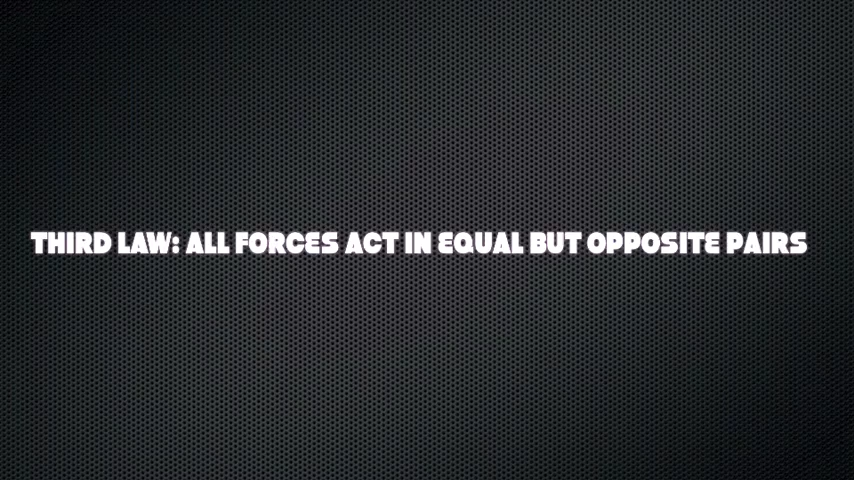 THIRD LAW: ALL FORCES ACT IN EQUAL BUT OPPOSITE PAIRS